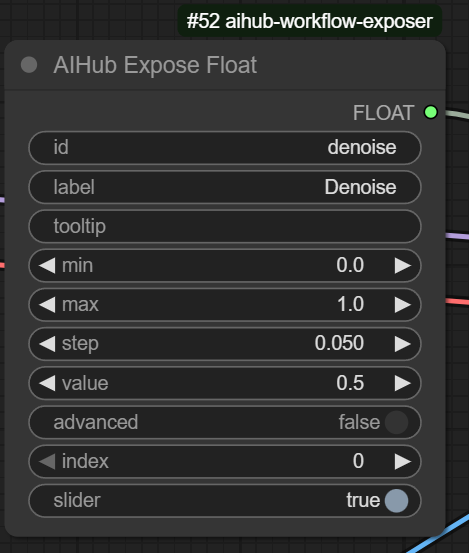 #52 aihub-workflow-exposer
AIHub Expose Float
FLOAT
id denoise
label Denoise
tooltip
min 0.0
max 1.0
step 0.050
value 0.5
advanced false
index 0
slider true